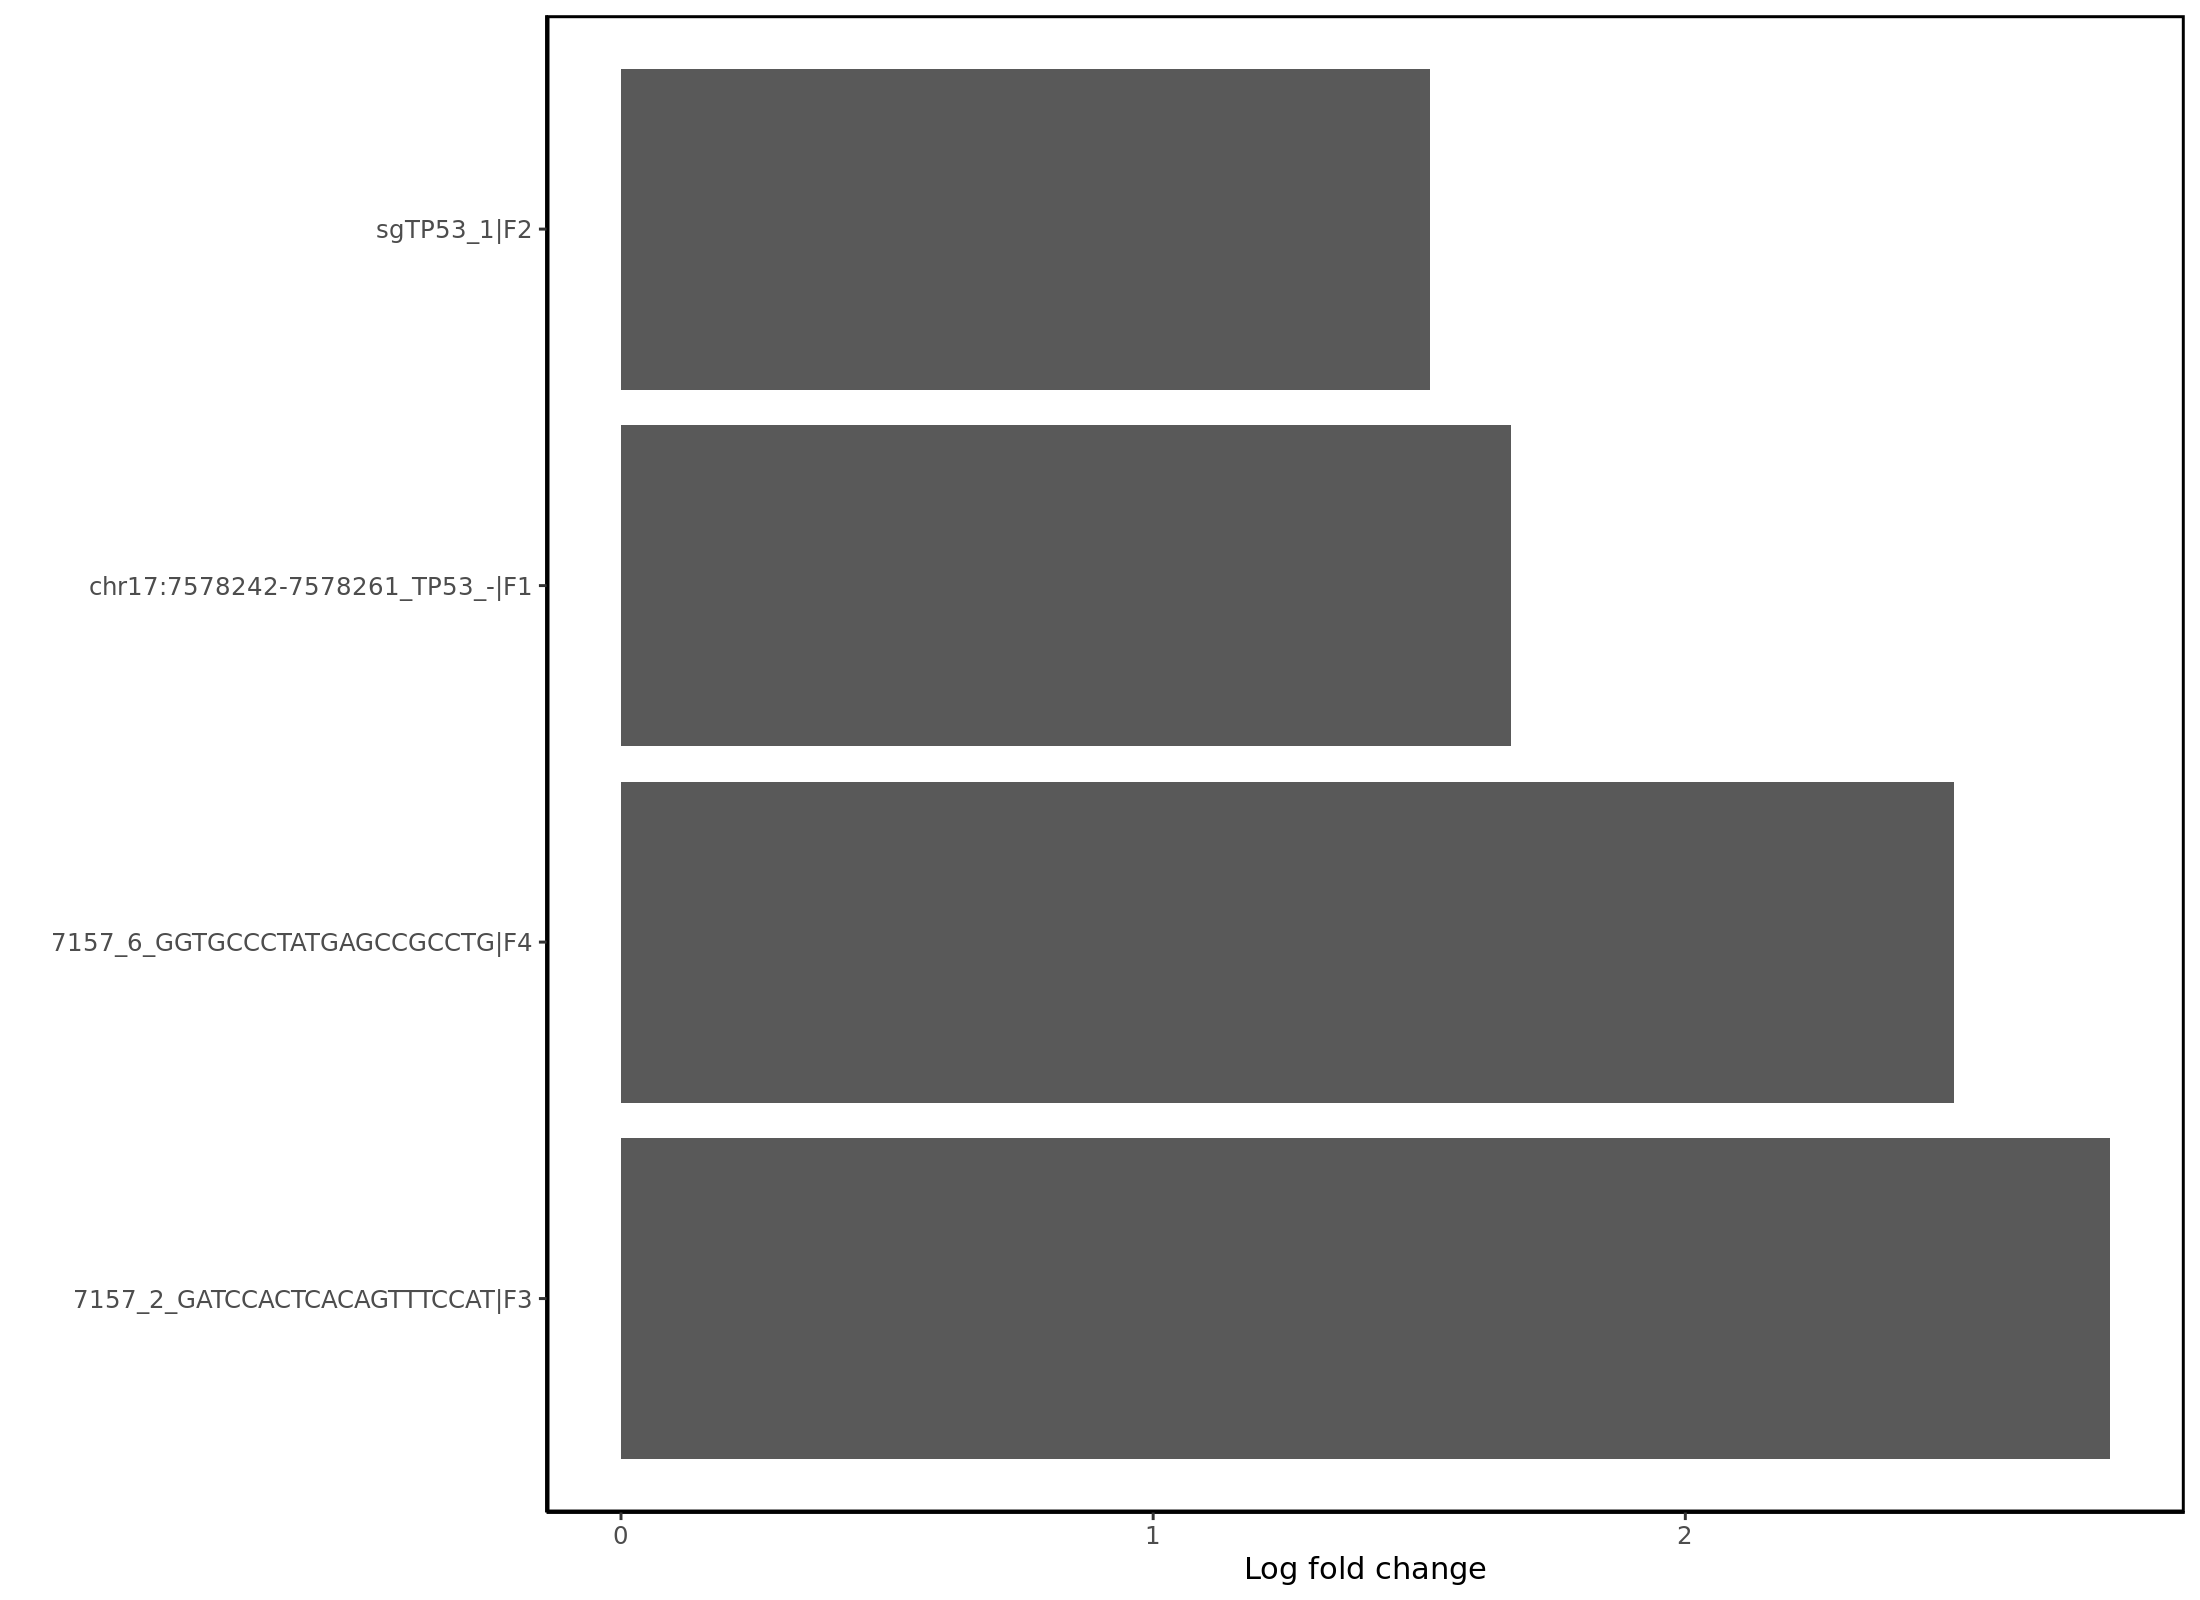 sgTP53_1|F2
chr17:7578242-7578261_TP53_-|F1
7157_6_GGTGCCCTATGAGCCGCCTG|F4
7157_2_GATCCACTCACAGTTTCCAT|F3
0 1 2
Log fold change